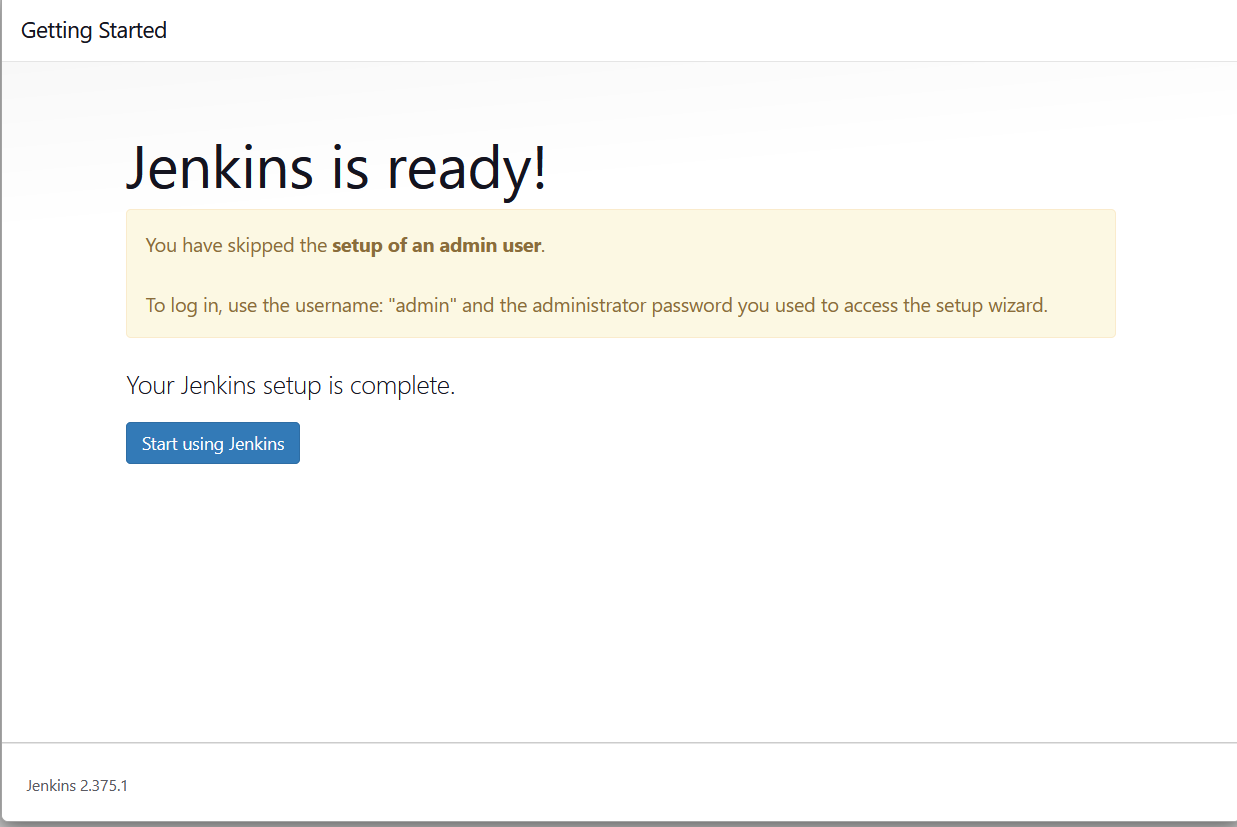 Getting Started
Jenkins is ready!
You have skipped the setup of an admin user.
To log in, use the username: "admin" and the administrator password you used to access the setup wizard.
Your Jenkins setup is complete.
Start using Jenkins
Jenkins 2.375.1